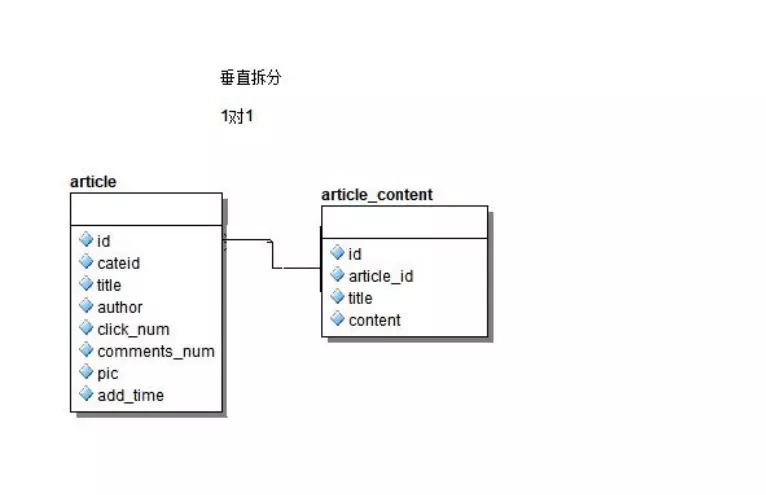 垂直拆分
1对1
article
id
cateid
title
author
click_num
comments_num
pic
add_time
article_content
id
article_id
title
content